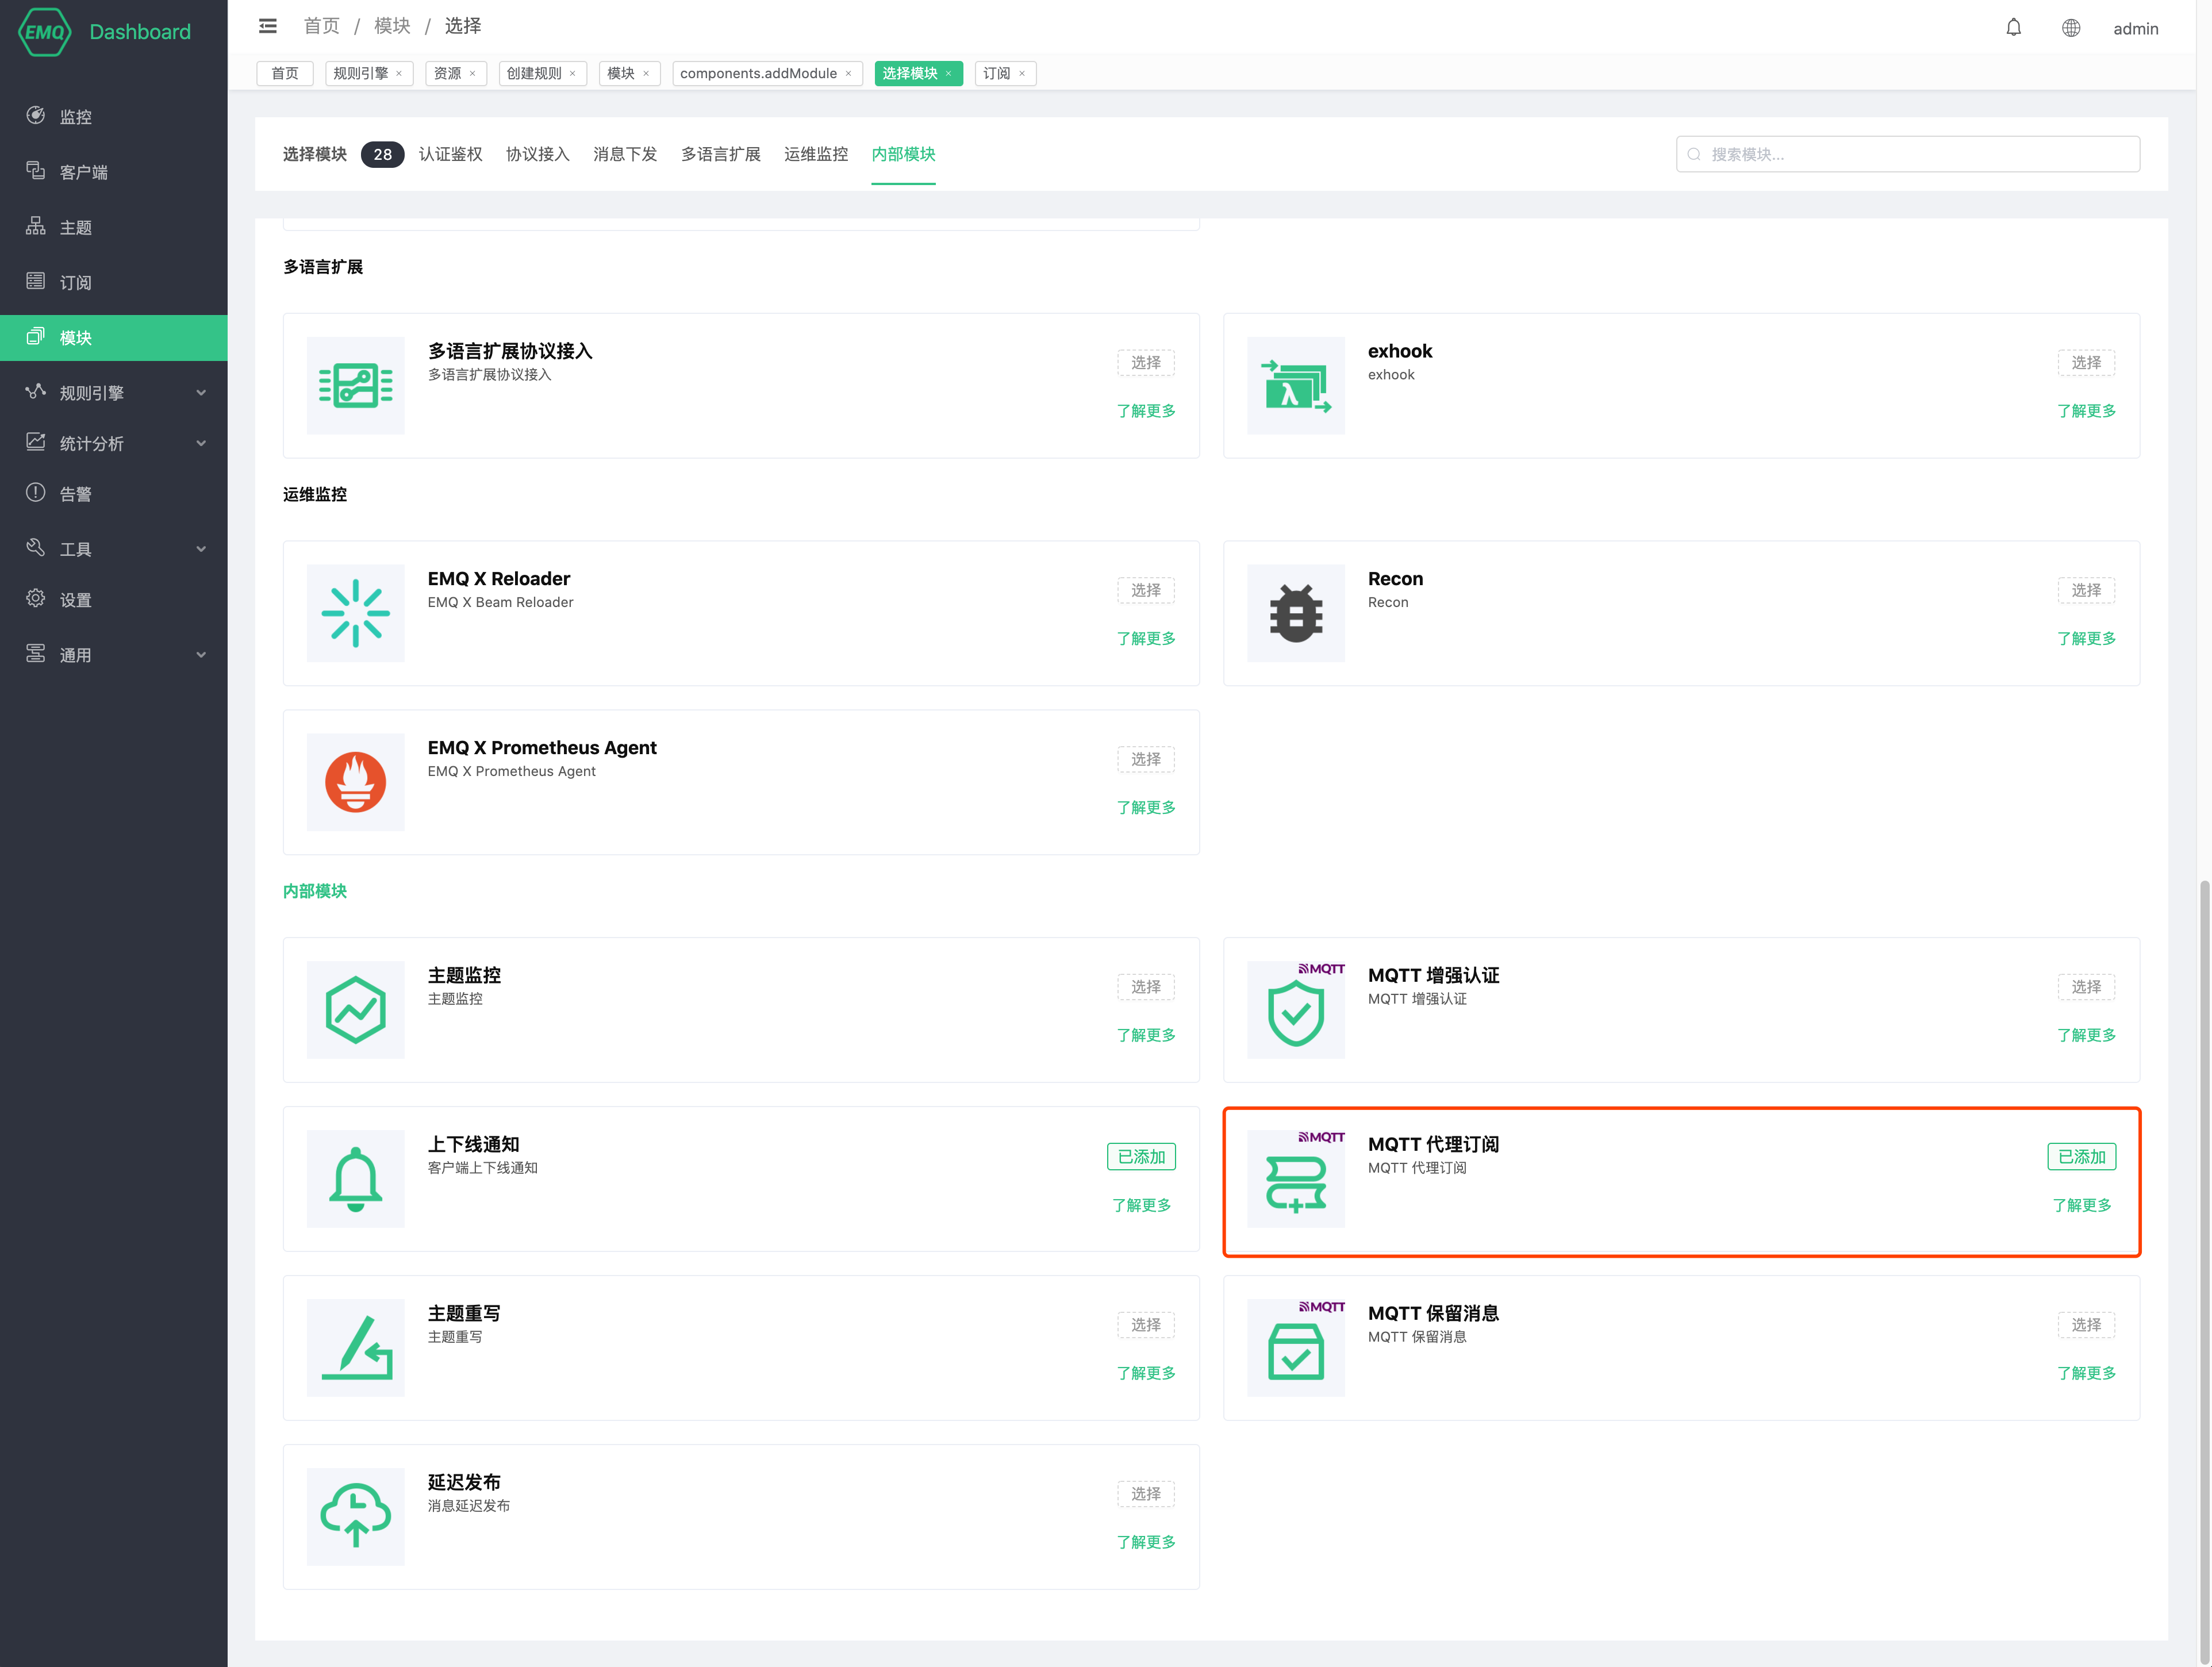 EMQ Dashboard
首页 / 模块 / 选择
admin
首页
规则引擎 ×
资源 ×
创建规则 ×
模块 ×
components.addModule ×
选择模块 ×
订阅 ×
监控
客户端
主题
订阅
模块
规则引擎
统计分析
告警
工具
设置
通用
选择模块 28 认证鉴权 协议接入 消息下发 多语言扩展 运维监控 内部模块
搜索模块...
多语言扩展
多语言扩展协议接入
多语言扩展协议接入
选择
了解更多
exhook
exhook
选择
了解更多
运维监控
EMQ X Reloader
EMQ X Beam Reloader
选择
了解更多
Recon
Recon
选择
了解更多
EMQ X Prometheus Agent
EMQ X Prometheus Agent
选择
了解更多
内部模块
主题监控
主题监控
选择
了解更多
MQTT
MQTT 增强认证
MQTT 增强认证
选择
了解更多
上下线通知
客户端上下线通知
已添加
了解更多
MQTT
MQTT 代理订阅
MQTT 代理订阅
已添加
了解更多
主题重写
主题重写
选择
了解更多
MQTT
MQTT 保留消息
MQTT 保留消息
选择
了解更多
延迟发布
消息延迟发布
选择
了解更多